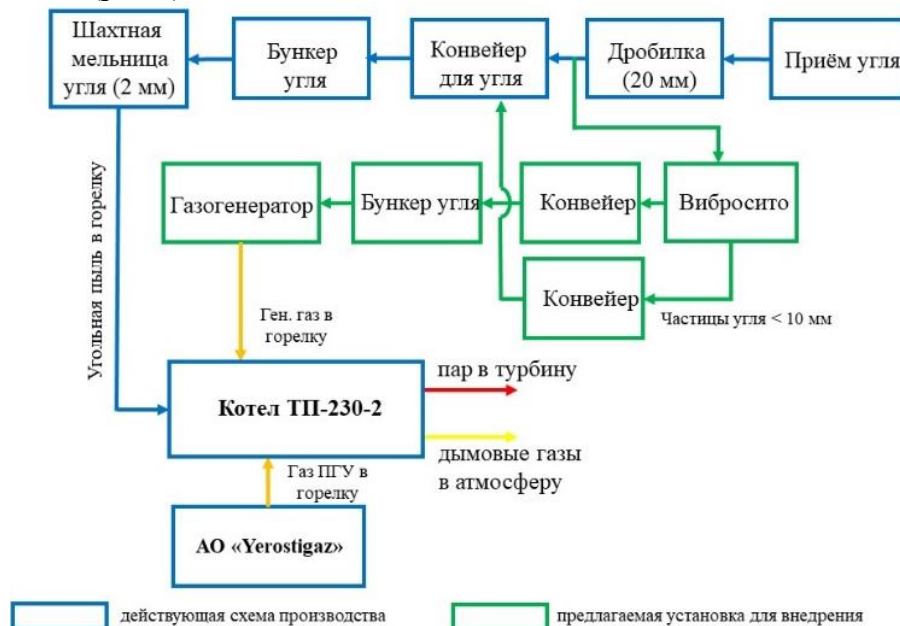 Шахтная
мельница
угля (2 мм)
Бункер
угля
Конвейер
для угля
Дробилка
(20 мм)
Приём угля
Угольная пыль в горелку
Газогенератор
Бункер угля
Конвейер
Вибросито
Конвейер
Частицы угля < 10 мм
Ген. газ в
горелку
Котел ТП-230-2
пар в турбину
дымовые газы
в атмосферу
Газ ПГУ в
горелку
АО «Yerostigaz»
действующая схема производства
предлагаемая установка для внедрения